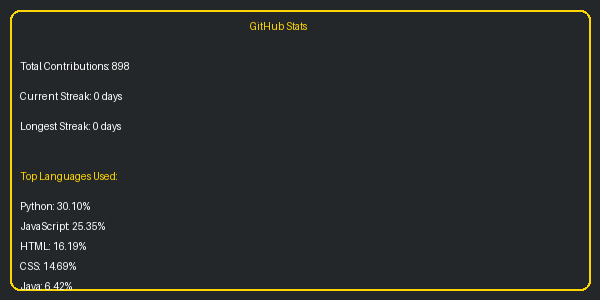 GitHub Stats
Total Contributions: 898
Current Streak: 0 days
Longest Streak: 0 days
Top Languages Used:
Python: 30.10%
JavaScript: 25.35%
HTML: 16.19%
CSS: 14.69%
Java: 6.42%